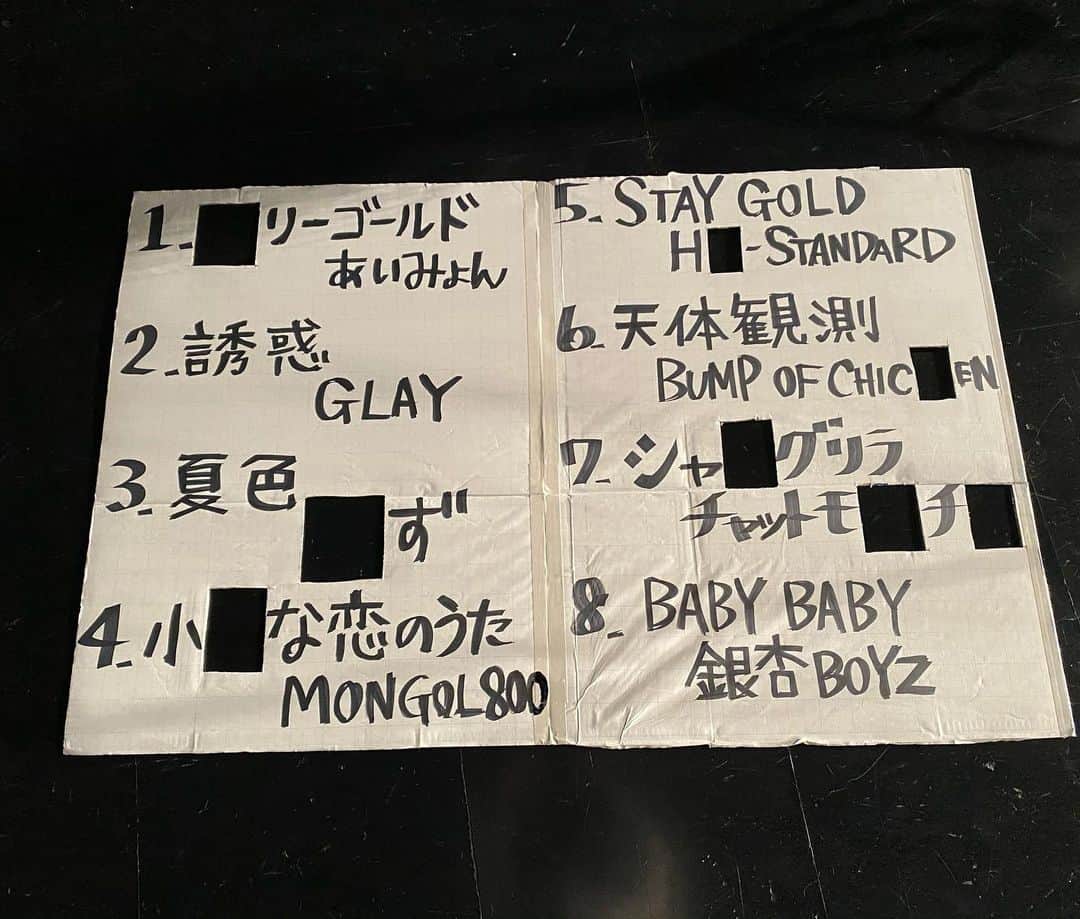 1. リーゴールド
あいみょん
2. 誘惑
GLAY
3. 夏色
ず
4. 小 な恋のうた
MONGOL800
5. STAY GOLD
H -STANDARD
6. 天体観測
BUMP OF CHIC EN
7. シャ グリラ
チャットモ チ
8. BABY BABY
銀杏BOYZ